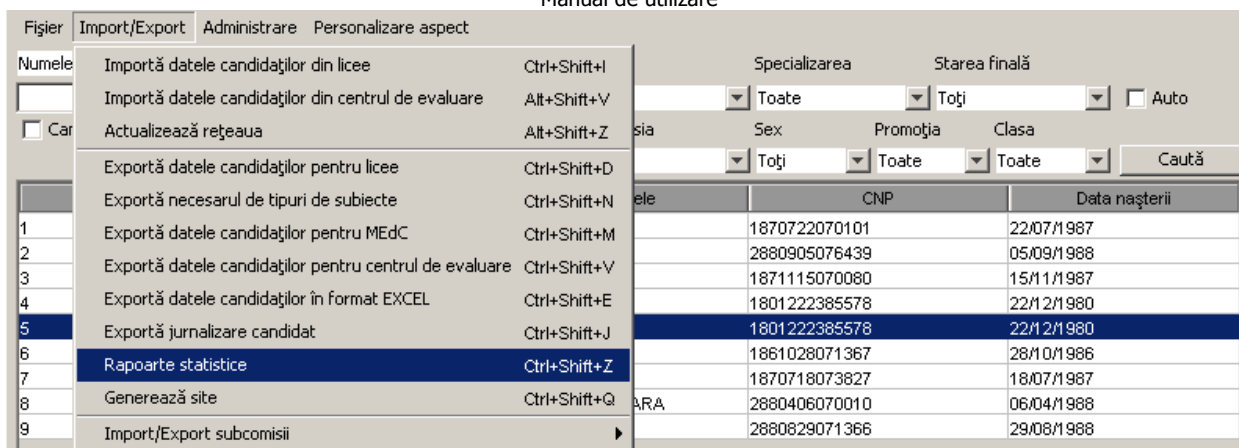 Manual de utilizare
Fişier Import/Export Administrare Personalizare aspect
Numele Specializarea Starea finală
Toate Toţi Auto
Car sia Sex Promoţia Clasa
Toţi Toate Toate Caută
Importă datele candidaţilor din licee Ctrl+Shift+I
Importă datele candidaţilor din centrul de evaluare Alt+Shift+V
Actualizează reţeaua Alt+Shift+Z
Exportă datele candidaţilor pentru licee Ctrl+Shift+D
Exportă necesarul de tipuri de subiecte Ctrl+Shift+N
Exportă datele candidaţilor pentru MEdC Ctrl+Shift+M
Exportă datele candidaţilor pentru centrul de evaluare Ctrl+Shift+V
Exportă datele candidaţilor în format EXCEL Ctrl+Shift+E
Exportă jurnalizare candidat Ctrl+Shift+J
Rapoarte statistice Ctrl+Shift+Z
Generează site Ctrl+Shift+Q
Import/Export subcomisii
ele CNP Data naşterii
1 1870722070101 22/07/1987
2 2880905076439 05/09/1988
3 1871115070080 15/11/1987
4 1801222385578 22/12/1980
5 1801222385578 22/12/1980
6 1861028071367 28/10/1986
7 1870718073827 18/07/1987
8 ARA 2880406070010 06/04/1988
9 2880829071366 29/08/1988